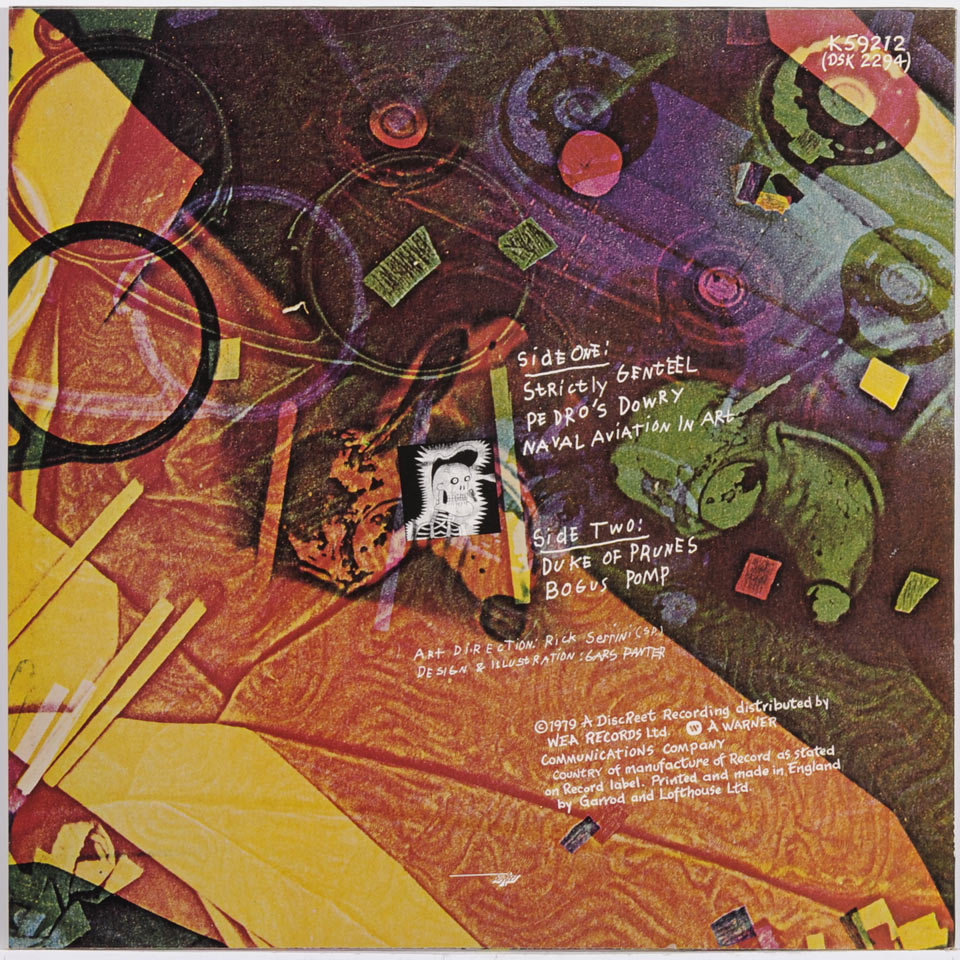 K59212
(DSK 2294)
Side One:
Strictly Genteel
Pedro's Dowry
Naval Aviation In Art
Side Two:
Duke of Prunes
Bogus Pomp
Art Direction: Rick Serrini (SP.)
Design & Illustration: Gary Panter
©1979 A DiscReet Recording distributed by
WEA RECORDS Ltd. W A WARNER
COMMUNICATIONS COMPANY
COUNTRY of manufacture of Record as stated
on Record label. Printed and made in England
by Garrod and Lofthouse Ltd.